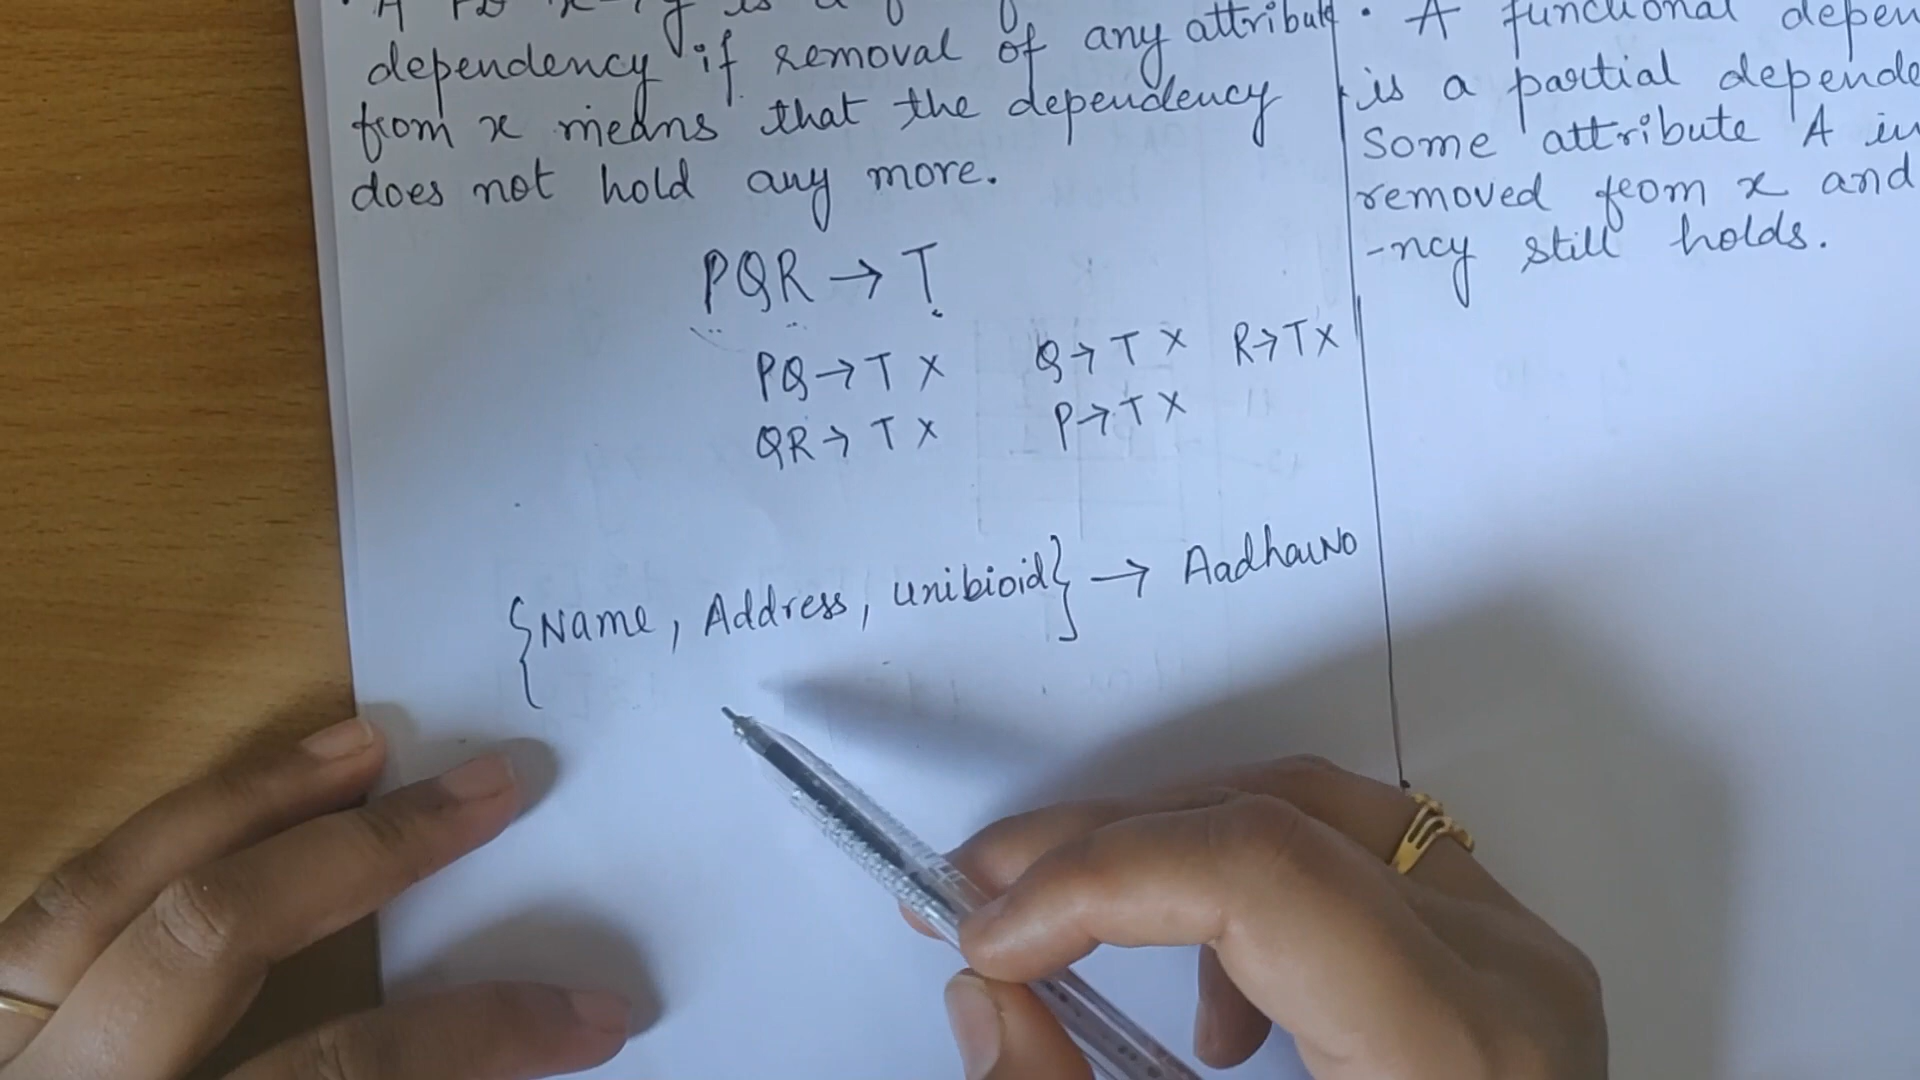 dependency if removal of any attribut
from x means that the dependency
does not hold any more.
PQR → T
PQ → T X Q → T X R → T X
QR → T X P → T X
{Name, Address, unibioid} → AadharNo
{
. A functional depen
is a partial depende
Some attribute A in
removed from x and
-ncy still holds.